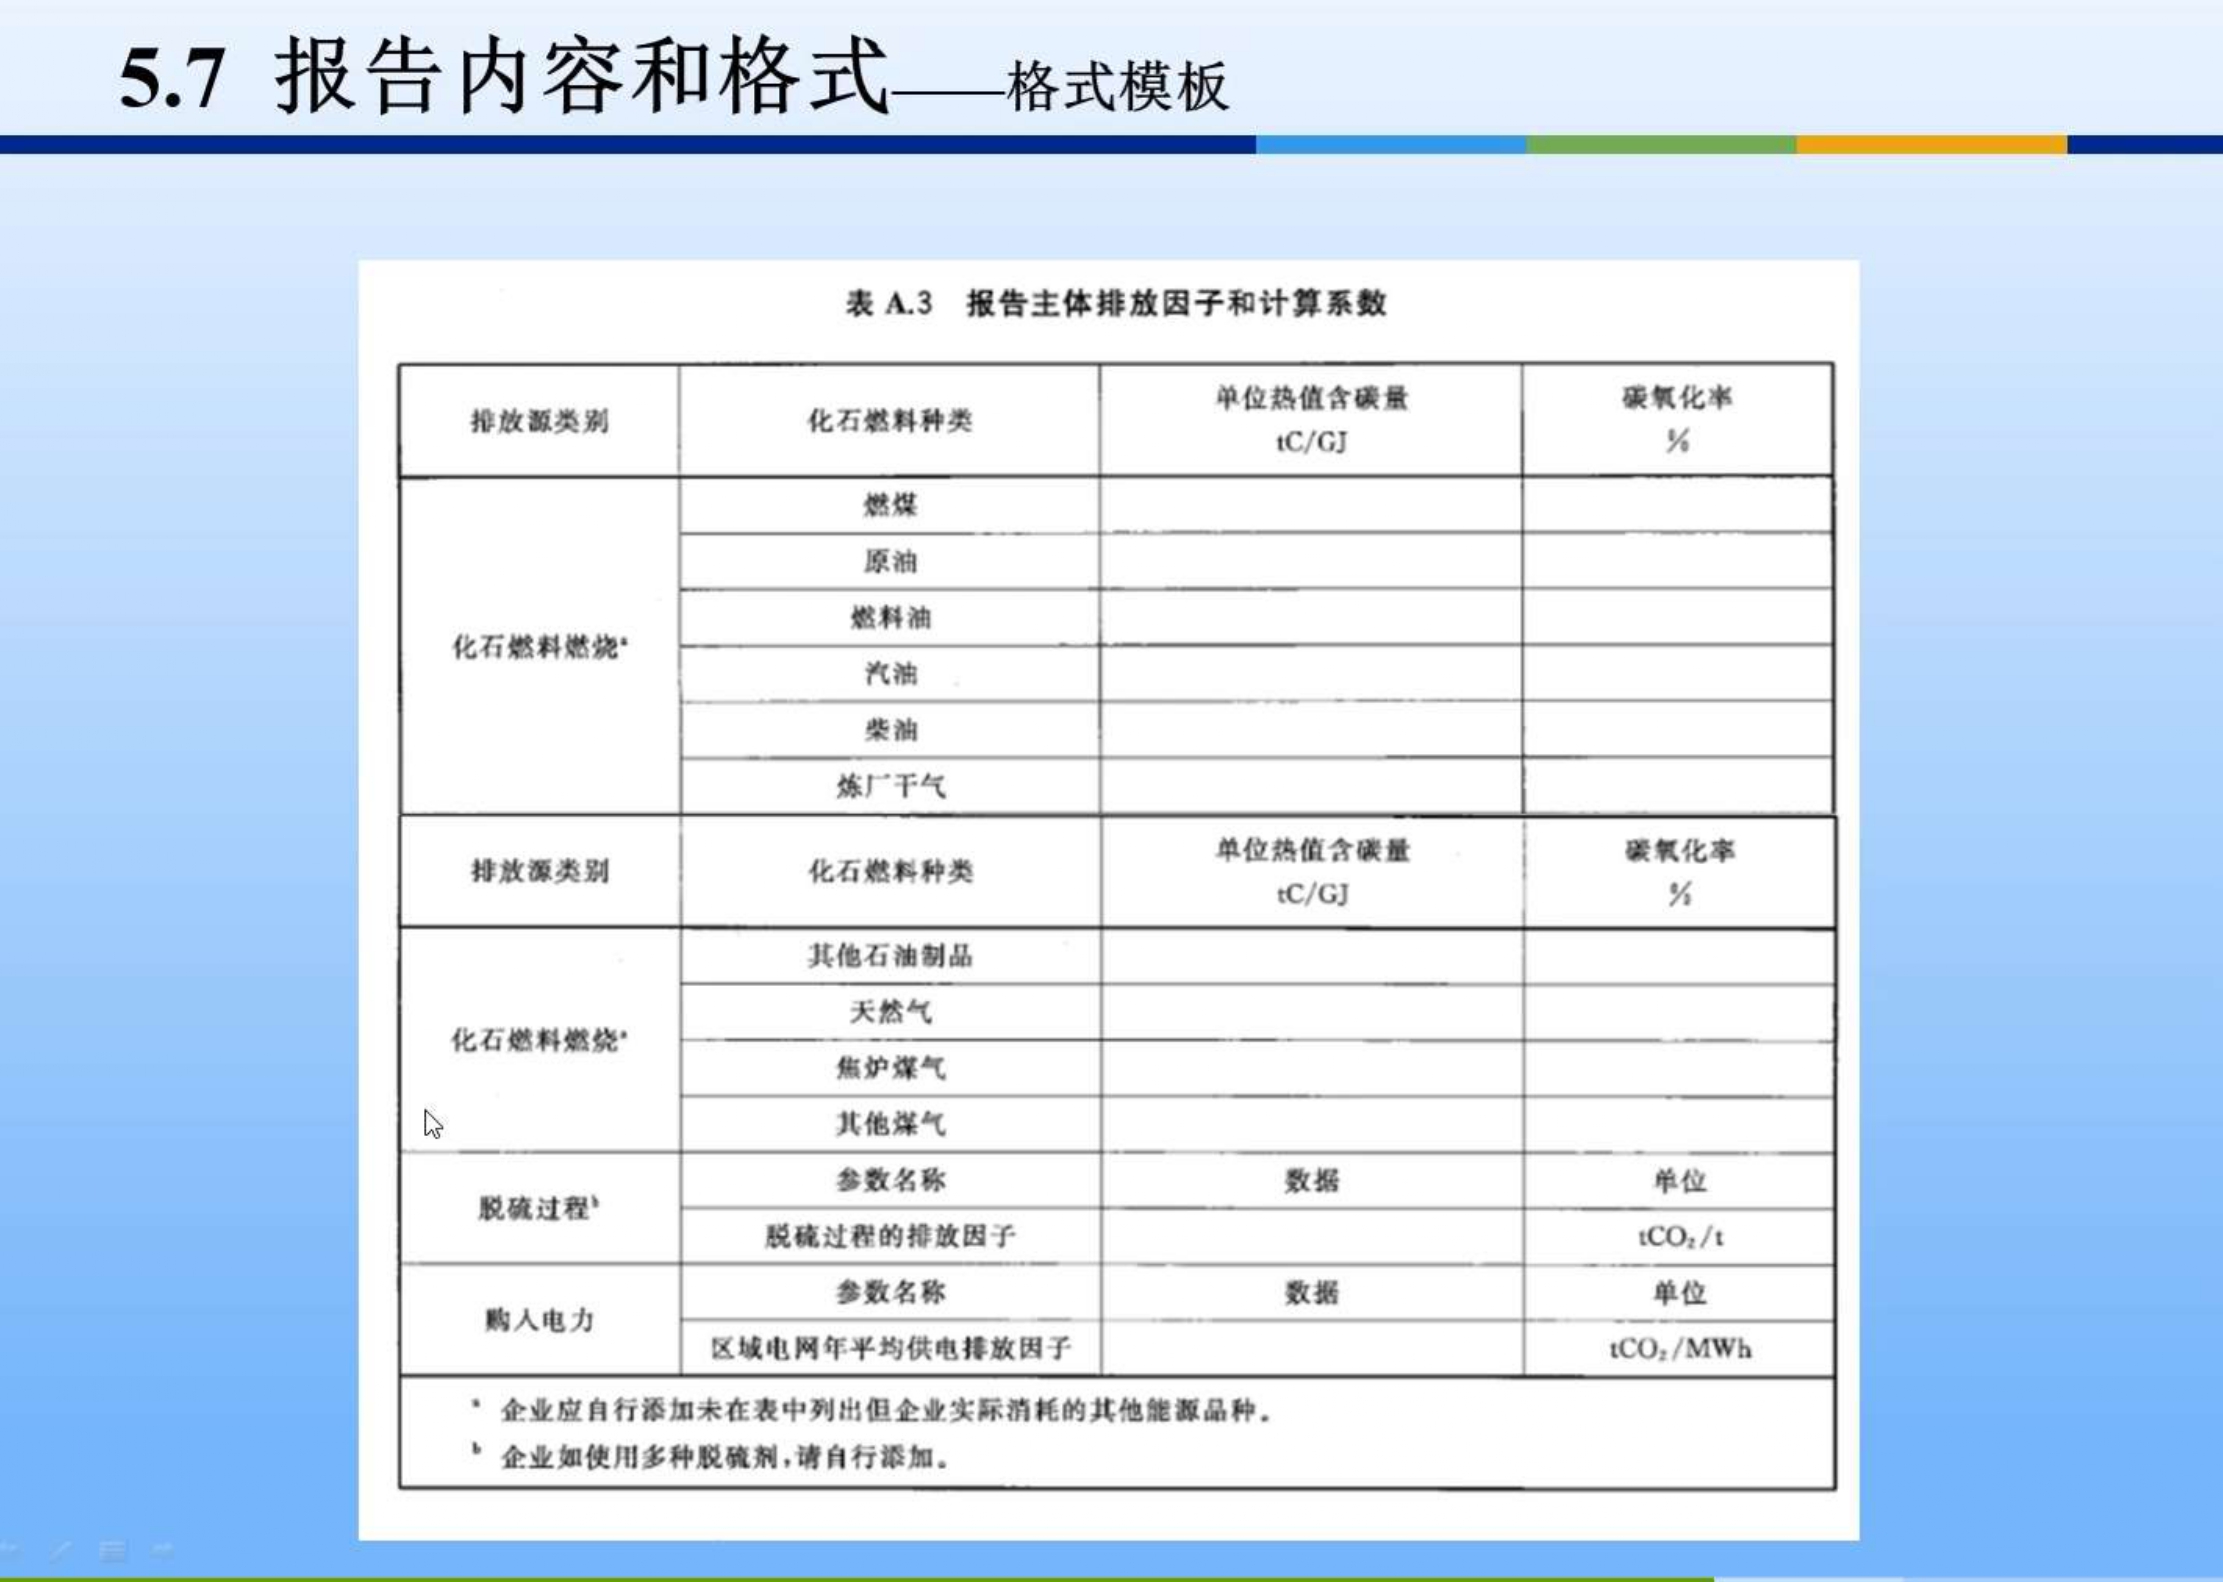 5.7 报告内容和格式——格式模板
表 A.3 报告主体排放因子和计算系数
排放源类别 化石燃料种类 单位热值含碳量 tC/GJ 碳氧化率 %
化石燃料燃烧ᵃ
燃煤
原油
燃料油
汽油
柴油
炼厂干气
排放源类别 化石燃料种类 单位热值含碳量 tC/GJ 碳氧化率 %
化石燃料燃烧ᵃ
其他石油制品
天然气
焦炉煤气
其他煤气
脱硫过程ᵇ
参数名称 数据 单位
脱硫过程的排放因子 tCO₂/t
购入电力
参数名称 数据 单位
区域电网年平均供电排放因子 tCO₂/MWh
ᵃ 企业应自行添加未在表中列出但企业实际消耗的其他能源品种。
ᵇ 企业如使用多种脱硫剂,请自行添加。